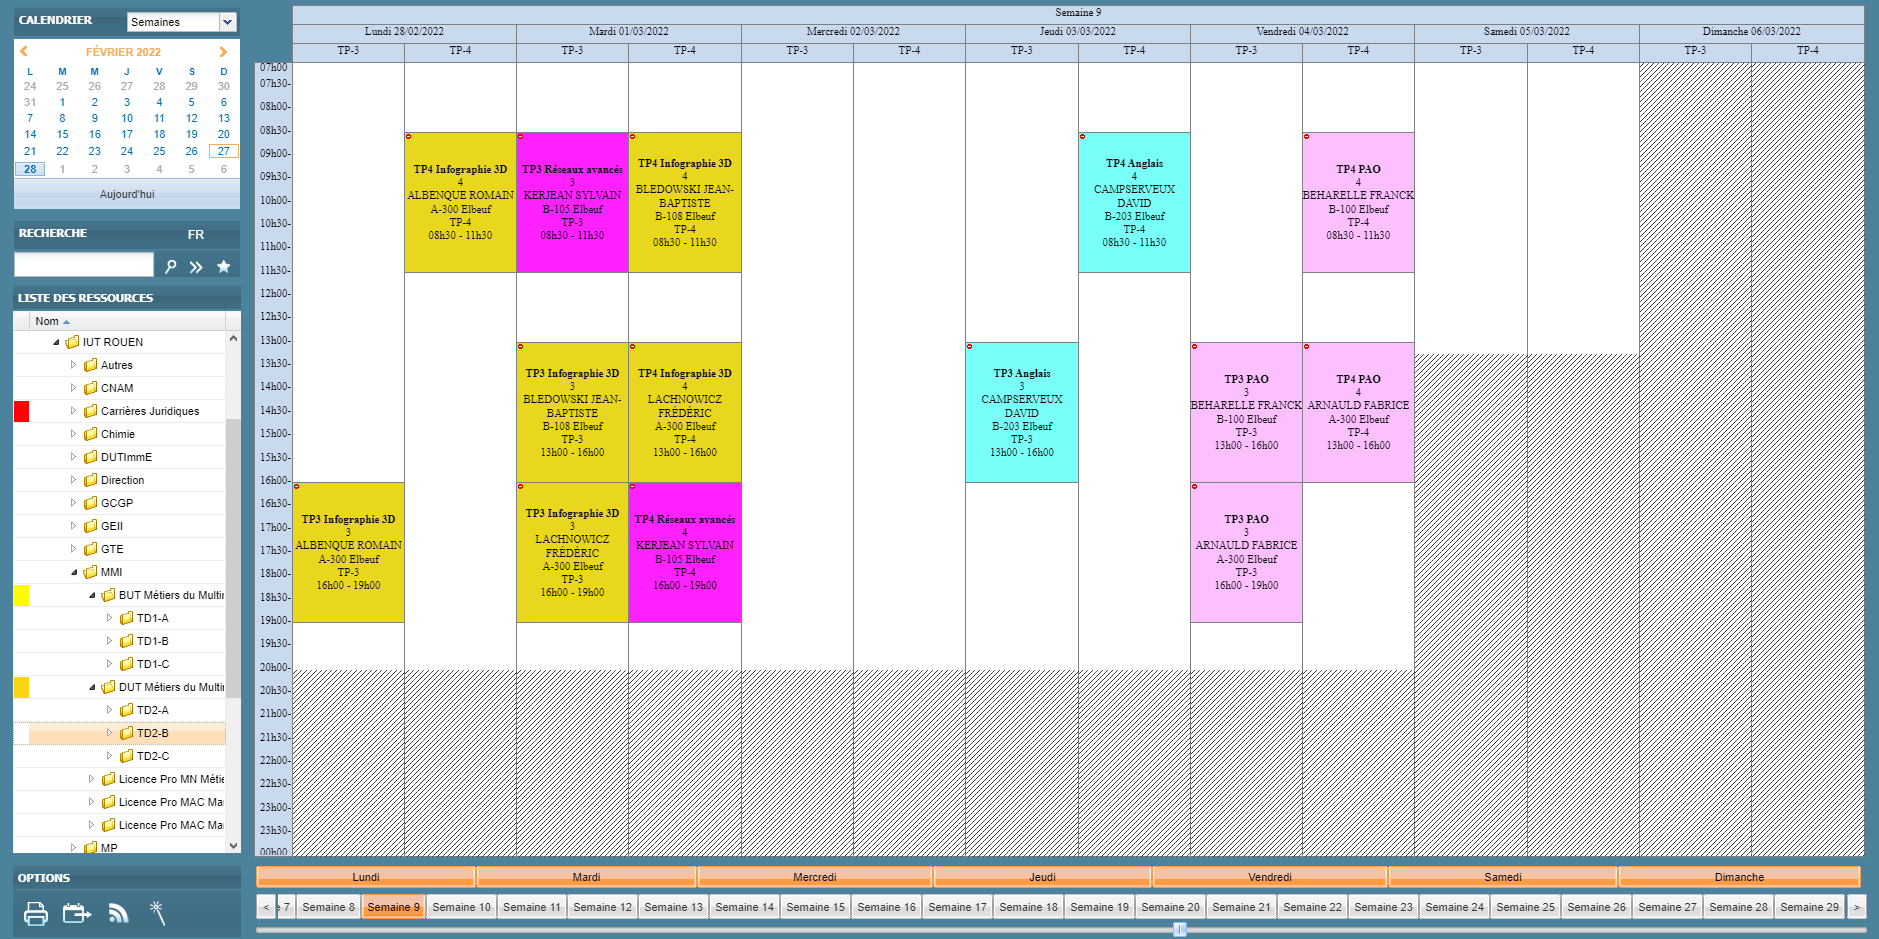 CALENDRIER
Semaines
FÉVRIER 2022
L M M J V S D
24 25 26 27 28 29 30
31 1 2 3 4 5 6
7 8 9 10 11 12 13
14 15 16 17 18 19 20
21 22 23 24 25 26 27
28 1 2 3 4 5 6
Aujourd'hui
RECHERCHE FR
LISTE DES RESSOURCES
Nom
IUT ROUEN
Autres
CNAM
Carrières Juridiques
Chimie
DUTImmE
Direction
GCGP
GEII
GTE
MMI
BUT Métiers du Multi
TD1-A
TD1-B
TD1-C
DUT Métiers du Multi
TD2-A
TD2-B
TD2-C
Licence Pro MN Métie
Licence Pro MAC Ma
Licence Pro MAC Ma
MP
OPTIONS
Semaine 9
Lundi 28/02/2022 Mardi 01/03/2022 Mercredi 02/03/2022 Jeudi 03/03/2022 Vendredi 04/03/2022 Samedi 05/03/2022 Dimanche 06/03/2022
TP-3 TP-4 TP-3 TP-4 TP-3 TP-4 TP-3 TP-4 TP-3 TP-4 TP-3 TP-4 TP-3 TP-4
07h00
07h30-
08h00-
08h30-
09h00-
09h30-
10h00-
10h30-
11h00-
11h30-
12h00-
12h30-
13h00-
13h30-
14h00-
14h30-
15h00-
15h30-
16h00-
16h30-
17h00-
17h30-
18h00-
18h30-
19h00-
19h30-
20h00-
20h30-
21h00-
21h30-
22h00-
22h30-
23h00-
23h30-
00h00
TP3 Infographie 3D
3
ALBENQUE ROMAIN
A-300 Elbeuf
TP-3
16h00 - 19h00
TP4 Infographie 3D
4
ALBENQUE ROMAIN
A-300 Elbeuf
TP-4
08h30 - 11h30
TP3 Réseaux avancés
3
KERJEAN SYLVAIN
B-105 Elbeuf
TP-3
08h30 - 11h30
TP3 Infographie 3D
3
BLEDOWSKI JEAN-
BAPTISTE
B-108 Elbeuf
TP-3
13h00 - 16h00
TP3 Infographie 3D
3
LACHNOWICZ
FRÉDÉRIC
A-300 Elbeuf
TP-3
16h00 - 19h00
TP4 Infographie 3D
4
BLEDOWSKI JEAN-
BAPTISTE
B-108 Elbeuf
TP-4
08h30 - 11h30
TP4 Infographie 3D
4
LACHNOWICZ
FRÉDÉRIC
A-300 Elbeuf
TP-4
13h00 - 16h00
TP4 Réseaux avancés
4
KERJEAN SYLVAIN
B-105 Elbeuf
TP-4
16h00 - 19h00
TP3 Anglais
3
CAMPSERVEUX
DAVID
B-203 Elbeuf
TP-3
13h00 - 16h00
TP4 Anglais
4
CAMPSERVEUX
DAVID
B-203 Elbeuf
TP-4
08h30 - 11h30
TP3 PAO
3
BEHARELLE FRANCK
B-100 Elbeuf
TP-3
13h00 - 16h00
TP3 PAO
3
ARNAULD FABRICE
A-300 Elbeuf
TP-3
16h00 - 19h00
TP4 PAO
4
BEHARELLE FRANCK
B-100 Elbeuf
TP-4
08h30 - 11h30
TP4 PAO
4
ARNAULD FABRICE
A-300 Elbeuf
TP-4
13h00 - 16h00
Lundi Mardi Mercredi Jeudi Vendredi Samedi Dimanche
< 7 Semaine 8 Semaine 9 Semaine 10 Semaine 11 Semaine 12 Semaine 13 Semaine 14 Semaine 15 Semaine 16 Semaine 17 Semaine 18 Semaine 19 Semaine 20 Semaine 21 Semaine 22 Semaine 23 Semaine 24 Semaine 25 Semaine 26 Semaine 27 Semaine 28 Semaine 29 >